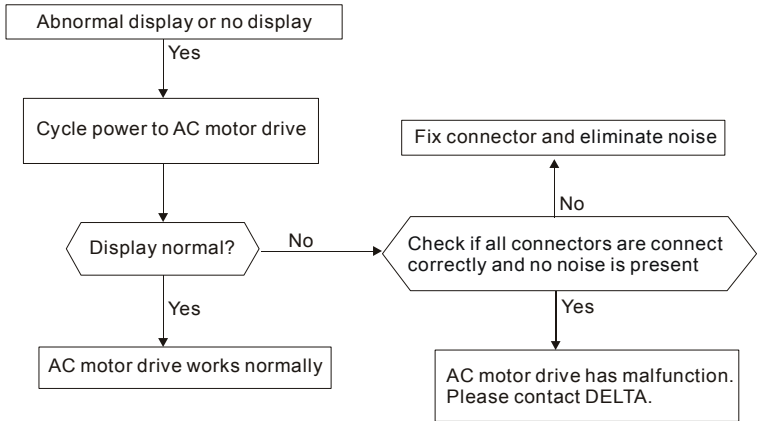 Abnormal display or no display
Yes
Cycle power to AC motor drive
Fix connector and eliminate noise
No
Display normal?
No
Check if all connectors are connect
correctly and no noise is present
Yes
Yes
AC motor drive works normally
AC motor drive has malfunction.
Please contact DELTA.